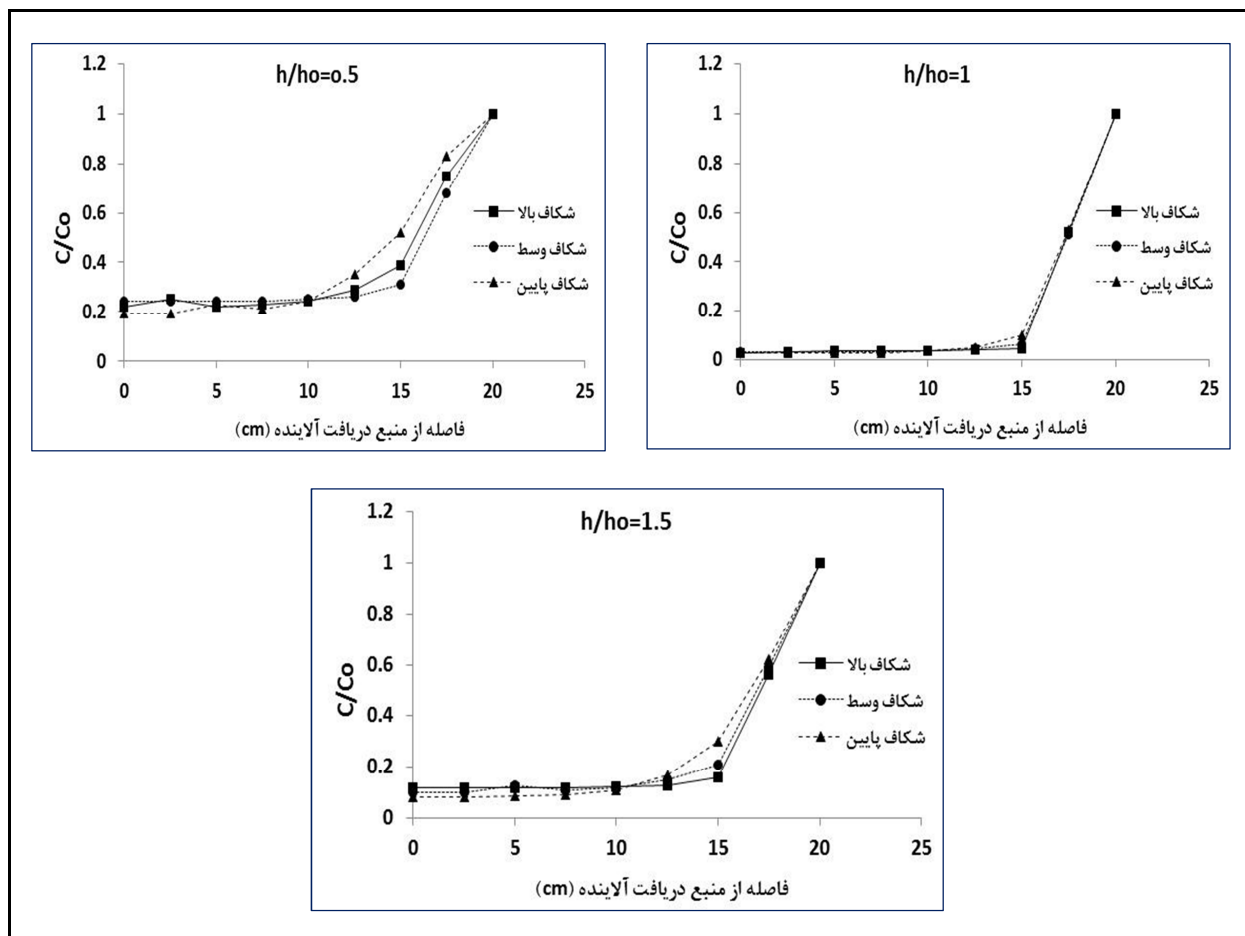 h/ho=o.5
1.2
1
0.8
0.6
0.4
0.2
0
C/Co
شکاف بالا
شکاف وسط
شکاف پایین
0 5 10 15 20 25
فاصله از منبع دریافت آلاینده (cm)
h/ho=1
1.2
1
0.8
0.6
0.4
0.2
0
C/Co
شکاف بالا
شکاف وسط
شکاف پایین
0 5 10 15 20 25
فاصله از منبع دریافت آلاینده (cm)
h/ho=1.5
1.2
1
0.8
0.6
0.4
0.2
0
C/Co
شکاف بالا
شکاف وسط
شکاف پایین
0 5 10 15 20 25
فاصله از منبع دریافت آلاینده (cm)